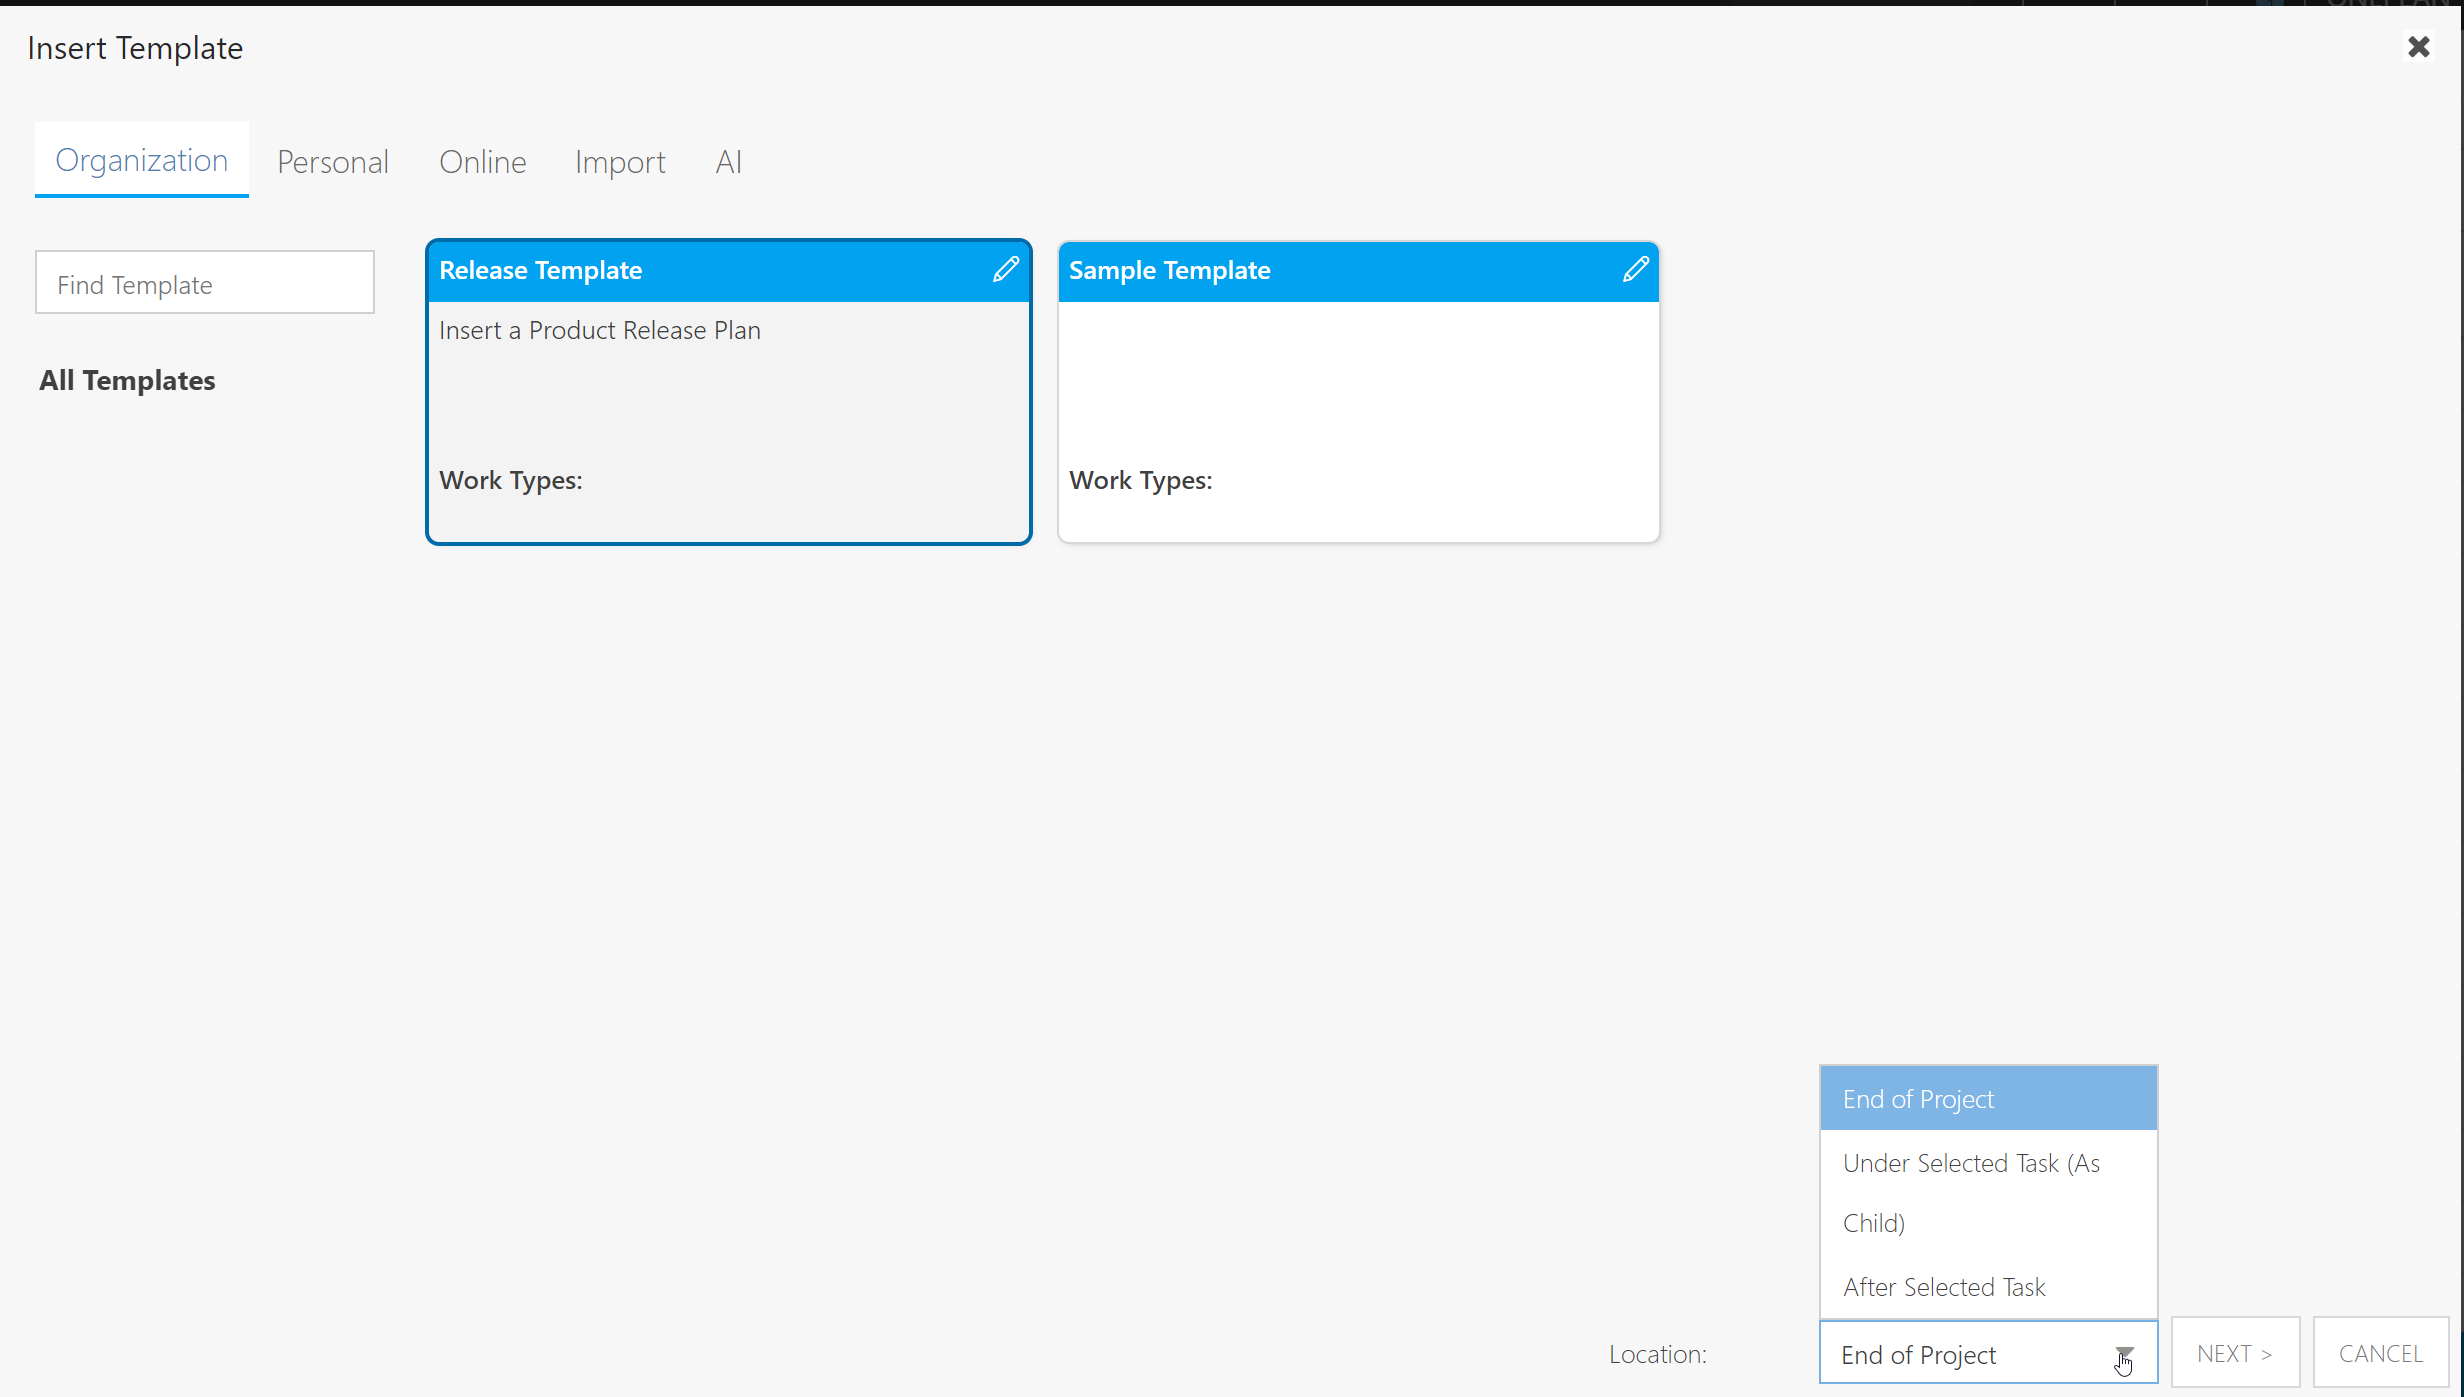 Insert Template
Organization Personal Online Import AI
Find Template
All Templates
Release Template
Insert a Product Release Plan
Work Types:
Sample Template
Work Types:
End of Project
Under Selected Task (As
Child)
After Selected Task
Location:
End of Project
NEXT >
CANCEL